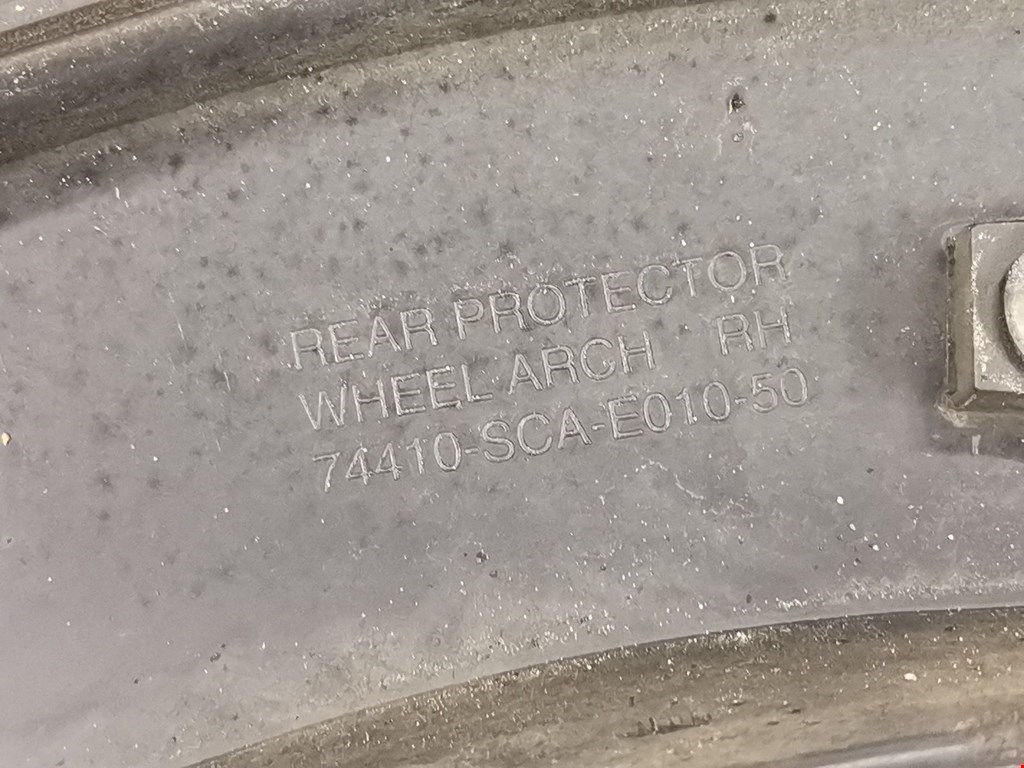 REAR PROTECTOR
WHEEL ARCH RH
74410-SCA-E010-50